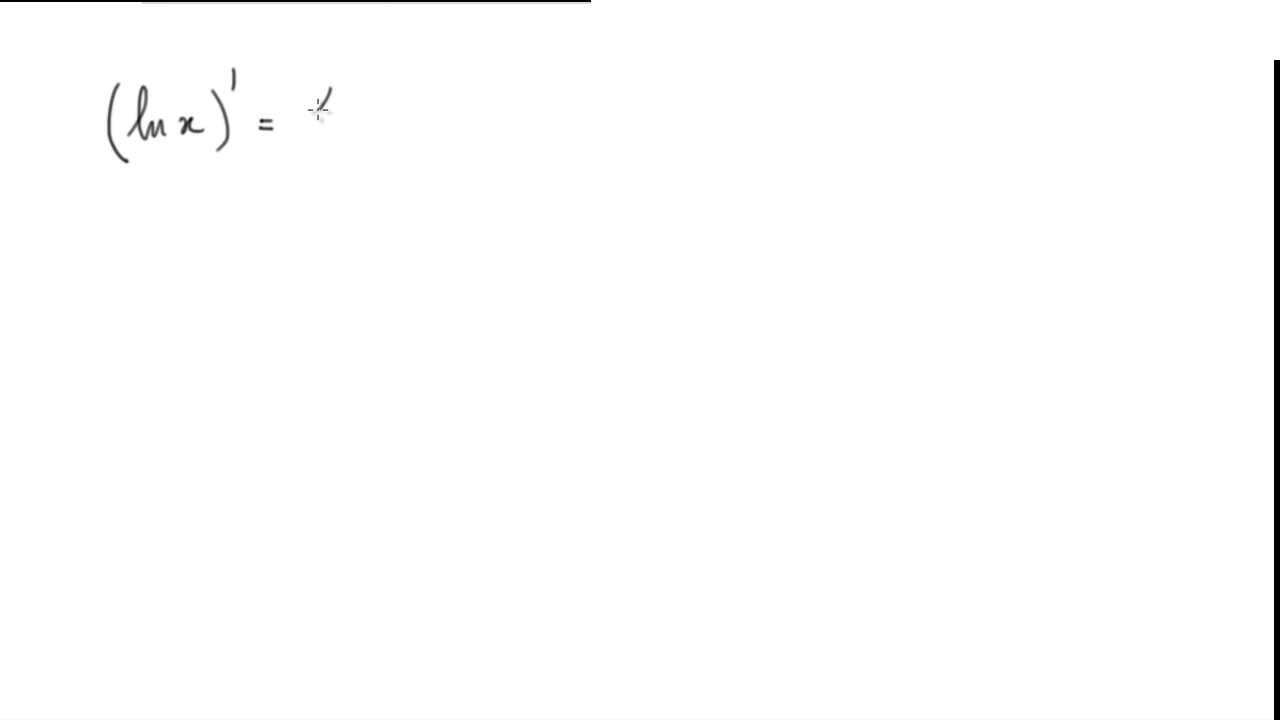 (ln x)' =